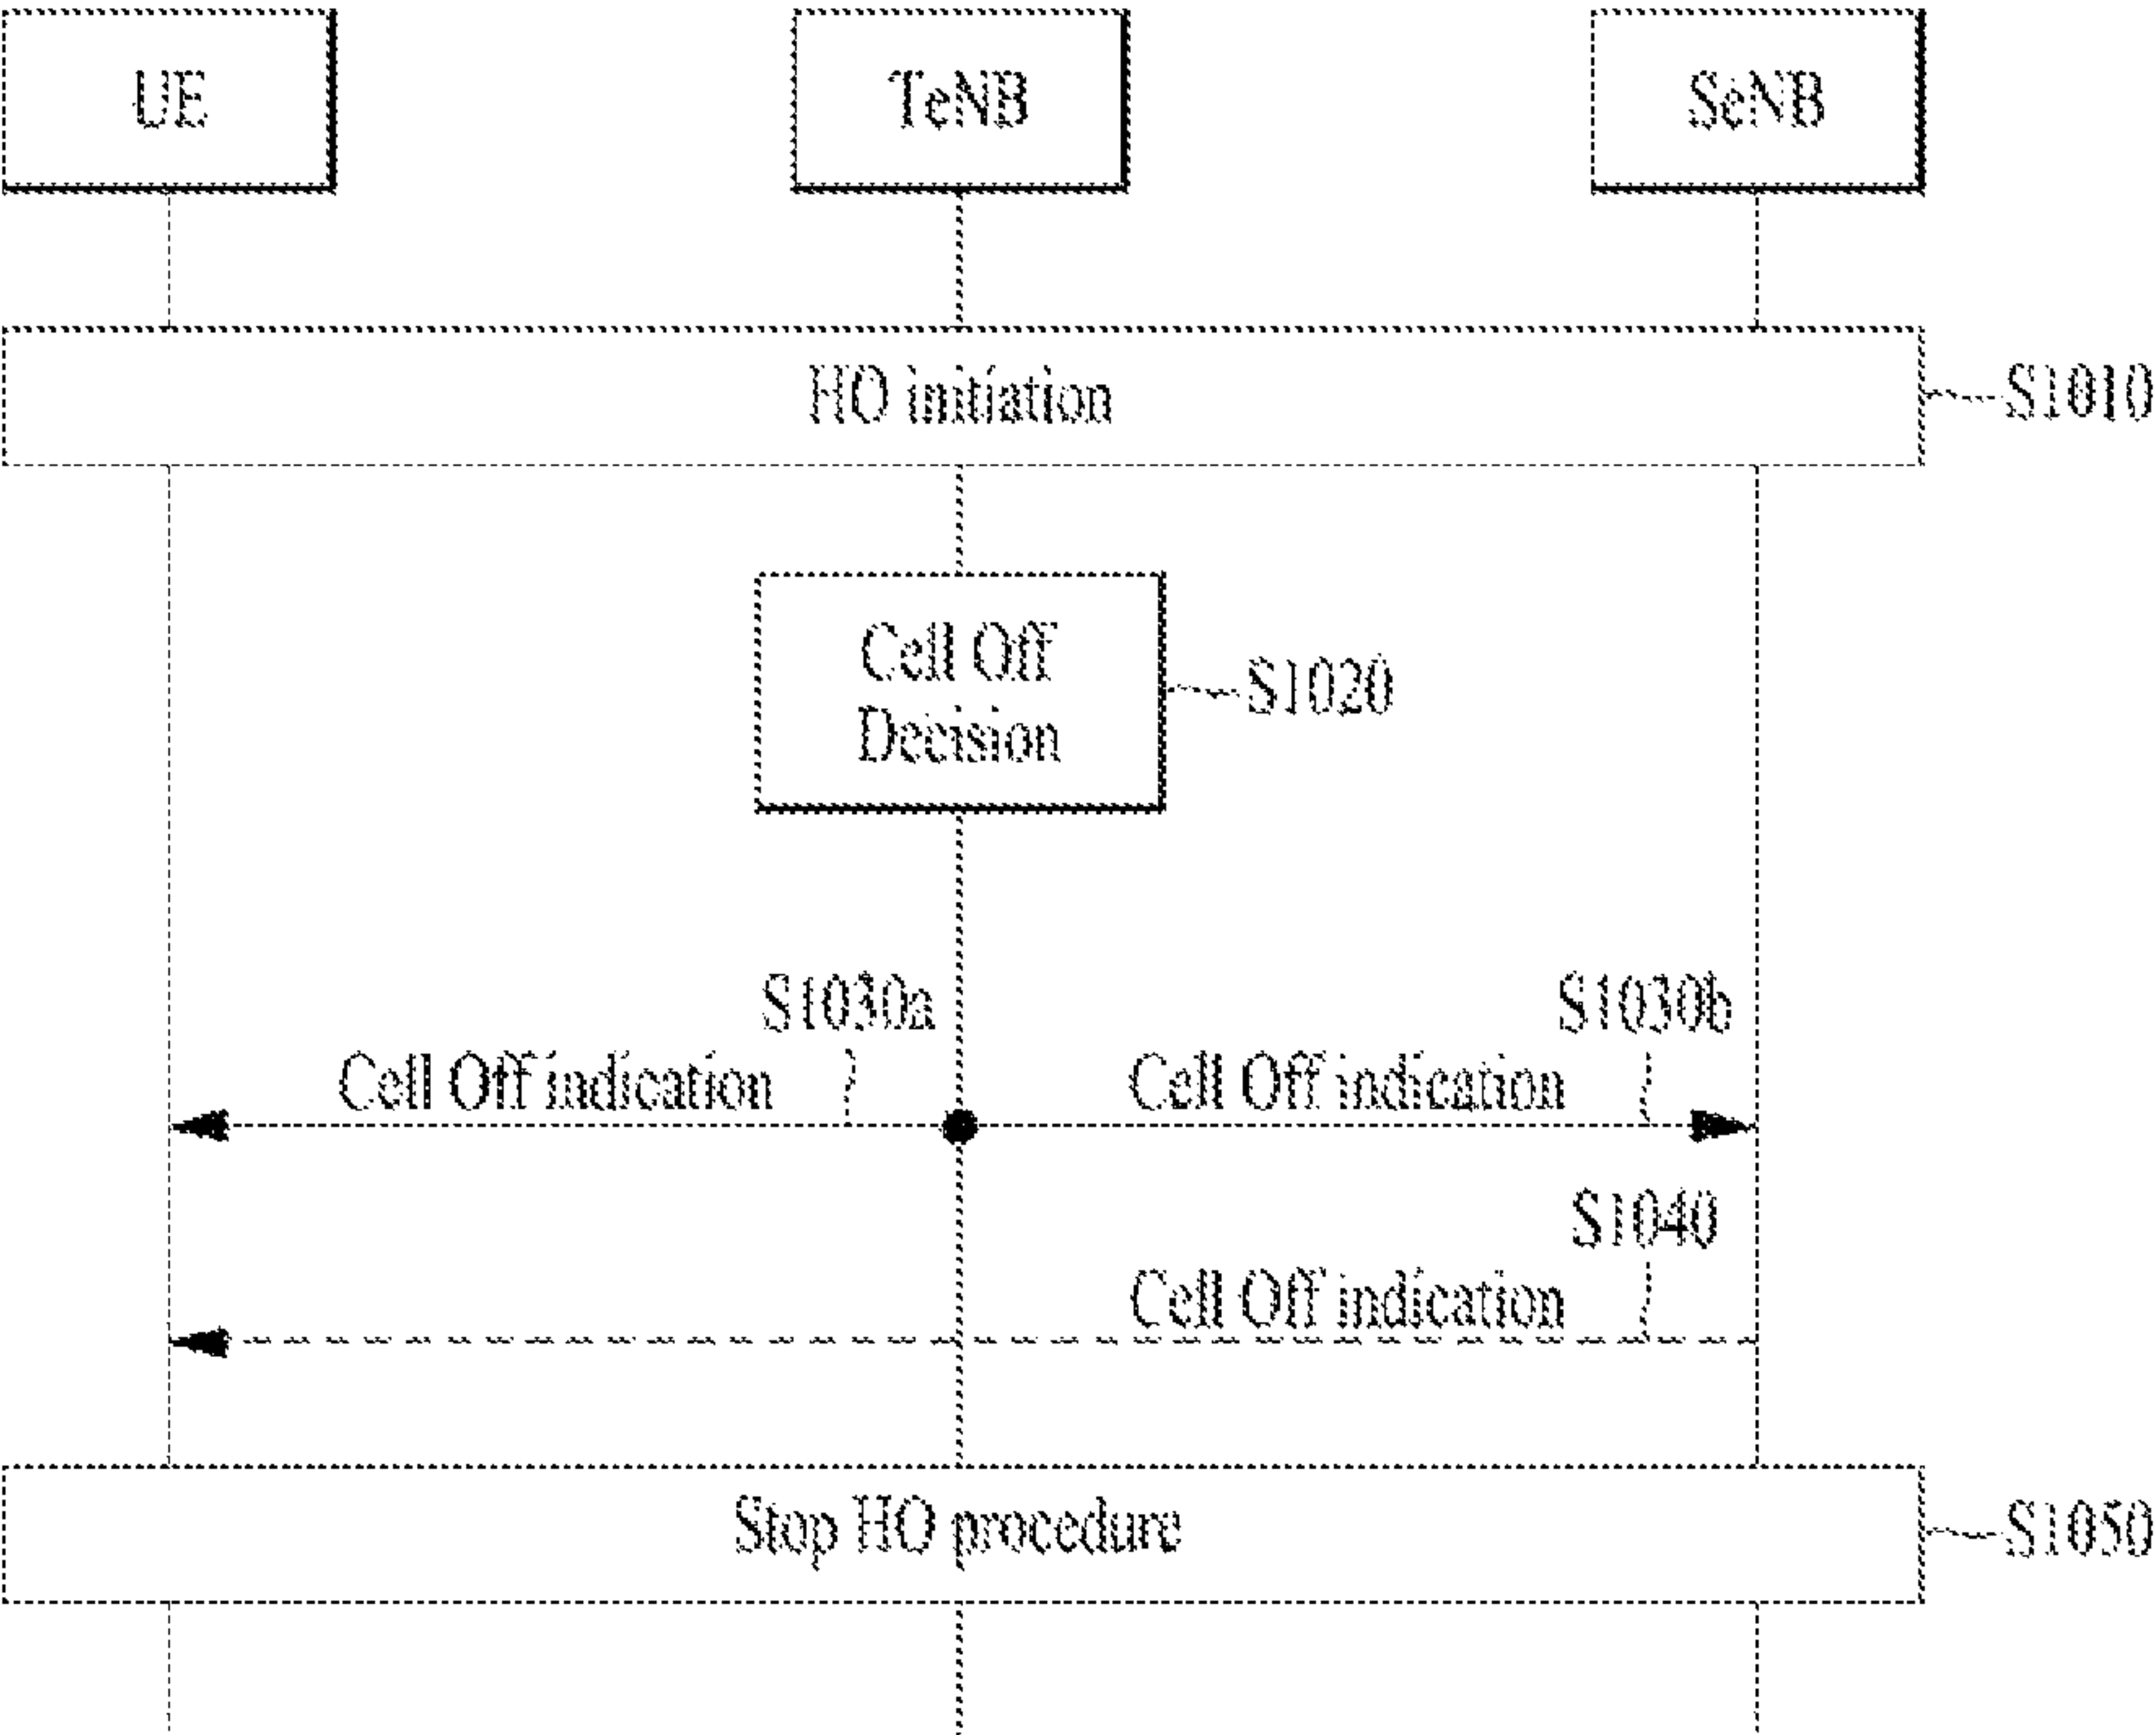 UE
TeNB
SeNB
HO initiation
S1010
Cell Off
Decision
S1020
S1030a
S1030b
Cell Off indication
Cell Off indication
S1040
Cell Off indication
Stop HO procedure
S1050